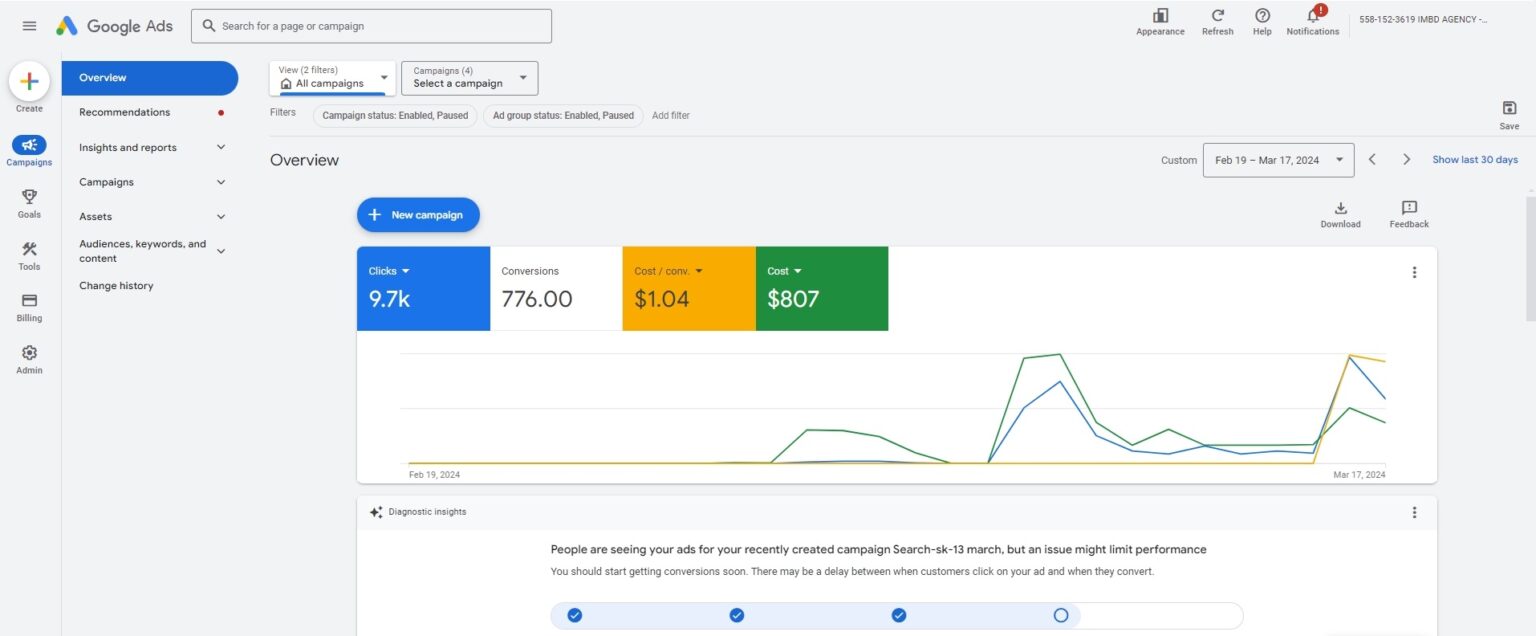 Google Ads
Search for a page or campaign
Appearance
Refresh
Help
!
Notifications
558-152-3619 IMBD AGENCY -...
Create
Campaigns
Goals
Tools
Billing
Admin
Overview
Recommendations
Insights and reports
Campaigns
Assets
Audiences, keywords, and
content
Change history
View (2 filters)
All campaigns
Campaigns (4)
Select a campaign
Filters
Campaign status: Enabled, Paused
Ad group status: Enabled, Paused
Add filter
Save
Overview
Custom
Feb 19 – Mar 17, 2024
Show last 30 days
New campaign
Download
Feedback
Clicks
9.7k
Conversions
776.00
Cost / conv.
$1.04
Cost
$807
Feb 19, 2024
Mar 17, 2024
Diagnostic insights
People are seeing your ads for your recently created campaign Search-sk-13 march, but an issue might limit performance
You should start getting conversions soon. There may be a delay between when customers click on your ad and when they convert.